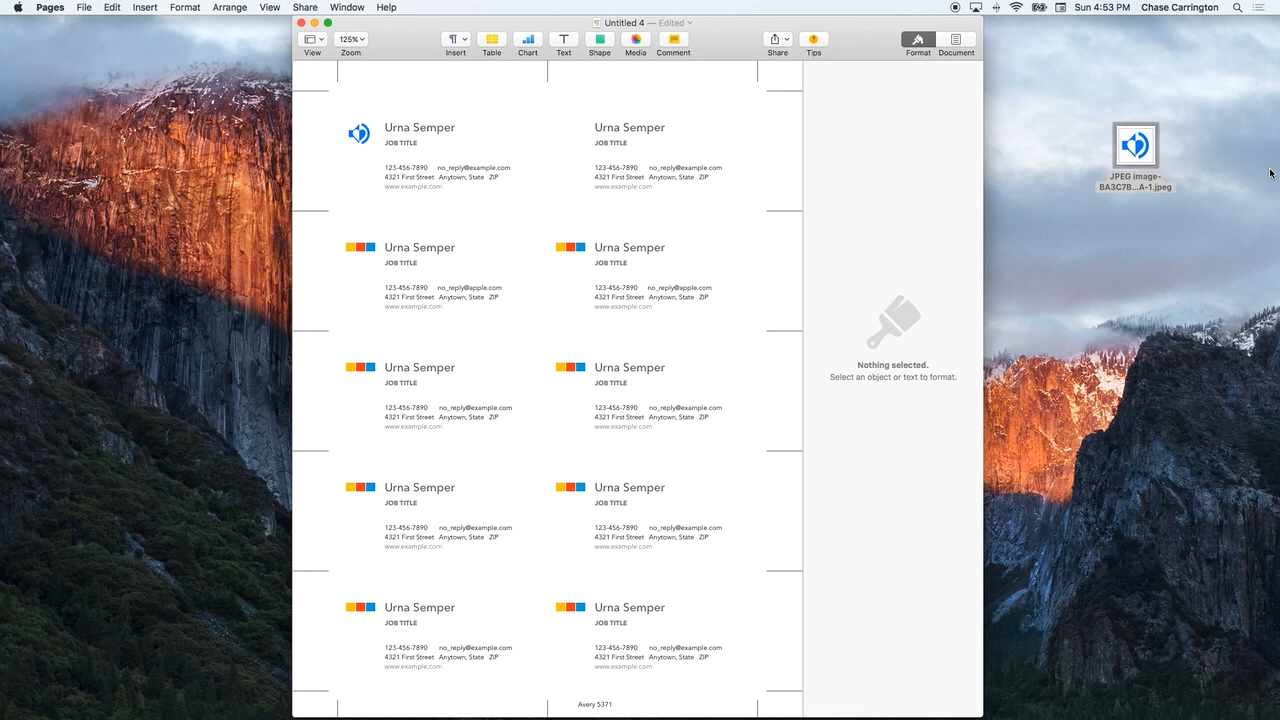 Pages File Edit Insert Format Arrange View Share Window Help Sun 4:53 PM Chase Carrington
Untitled 4 — Edited
125%
View Zoom Insert Table Chart Text Shape Media Comment Share Tips Format Document
Urna Semper
JOB TITLE
123-456-7890 no_reply@example.com
4321 First Street Anytown, State ZIP
www.example.com
Urna Semper
JOB TITLE
123-456-7890 no_reply@example.com
4321 First Street Anytown, State ZIP
www.example.com
Urna Semper
JOB TITLE
123-456-7890 no_reply@apple.com
4321 First Street Anytown, State ZIP
www.example.com
Urna Semper
JOB TITLE
123-456-7890 no_reply@apple.com
4321 First Street Anytown, State ZIP
www.example.com
Urna Semper
JOB TITLE
123-456-7890 no_reply@example.com
4321 First Street Anytown, State ZIP
www.example.com
Urna Semper
JOB TITLE
123-456-7890 no_reply@example.com
4321 First Street Anytown, State ZIP
www.example.com
Urna Semper
JOB TITLE
123-456-7890 no_reply@example.com
4321 First Street Anytown, State ZIP
www.example.com
Urna Semper
JOB TITLE
123-456-7890 no_reply@example.com
4321 First Street Anytown, State ZIP
www.example.com
Urna Semper
JOB TITLE
123-456-7890 no_reply@example.com
4321 First Street Anytown, State ZIP
www.example.com
Urna Semper
JOB TITLE
123-456-7890 no_reply@example.com
4321 First Street Anytown, State ZIP
www.example.com
Avery 5371
Nothing selected.
Select an object or text to format.
JPEG image-
BA3C7B...A-1.jpeg